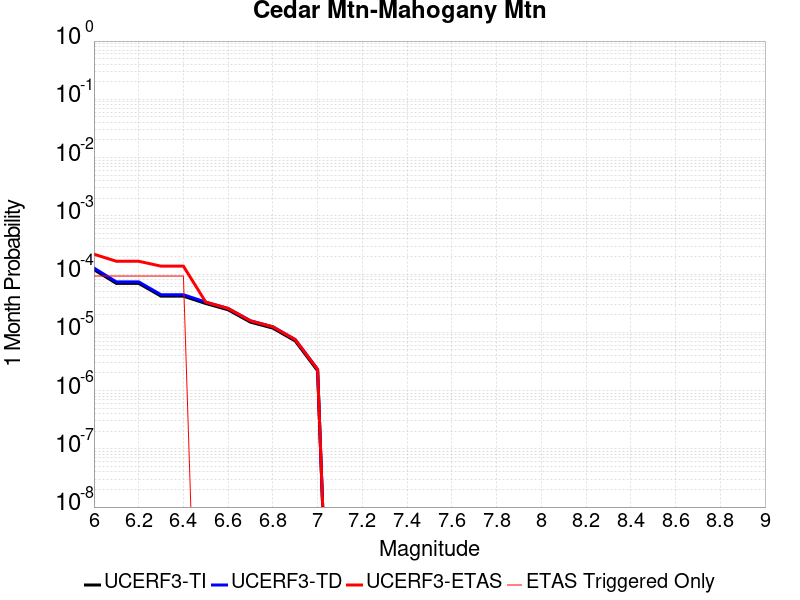 Cedar Mtn-Mahogany Mtn
10^0
10^-1
10^-2
10^-3
10^-4
10^-5
10^-6
10^-7
10^-8
1 Month Probability
6 6.2 6.4 6.6 6.8 7 7.2 7.4 7.6 7.8 8 8.2 8.4 8.6 8.8 9
Magnitude
UCERF3-TI UCERF3-TD UCERF3-ETAS ETAS Triggered Only